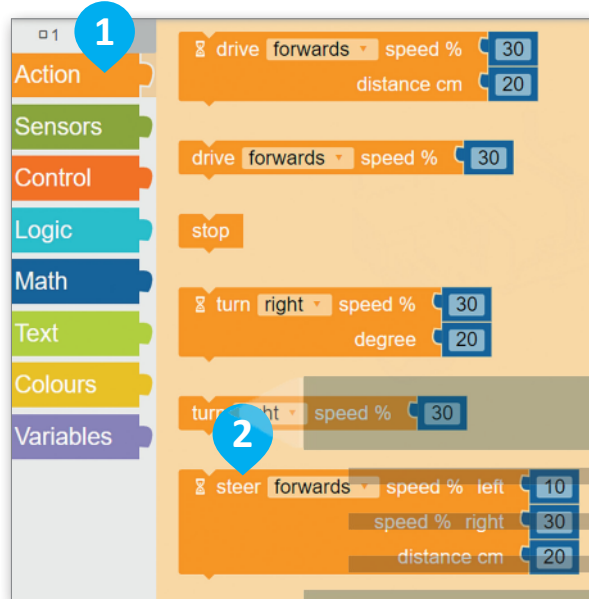 1
1
Action
Sensors
Control
Logic
Math
Text
Colours
Variables
drive forwards speed % 30
distance cm 20
drive forwards speed % 30
stop
turn right speed % 30
degree 20
turn speed % 30
2
steer forwards speed % left 10
speed % right 30
distance cm 20